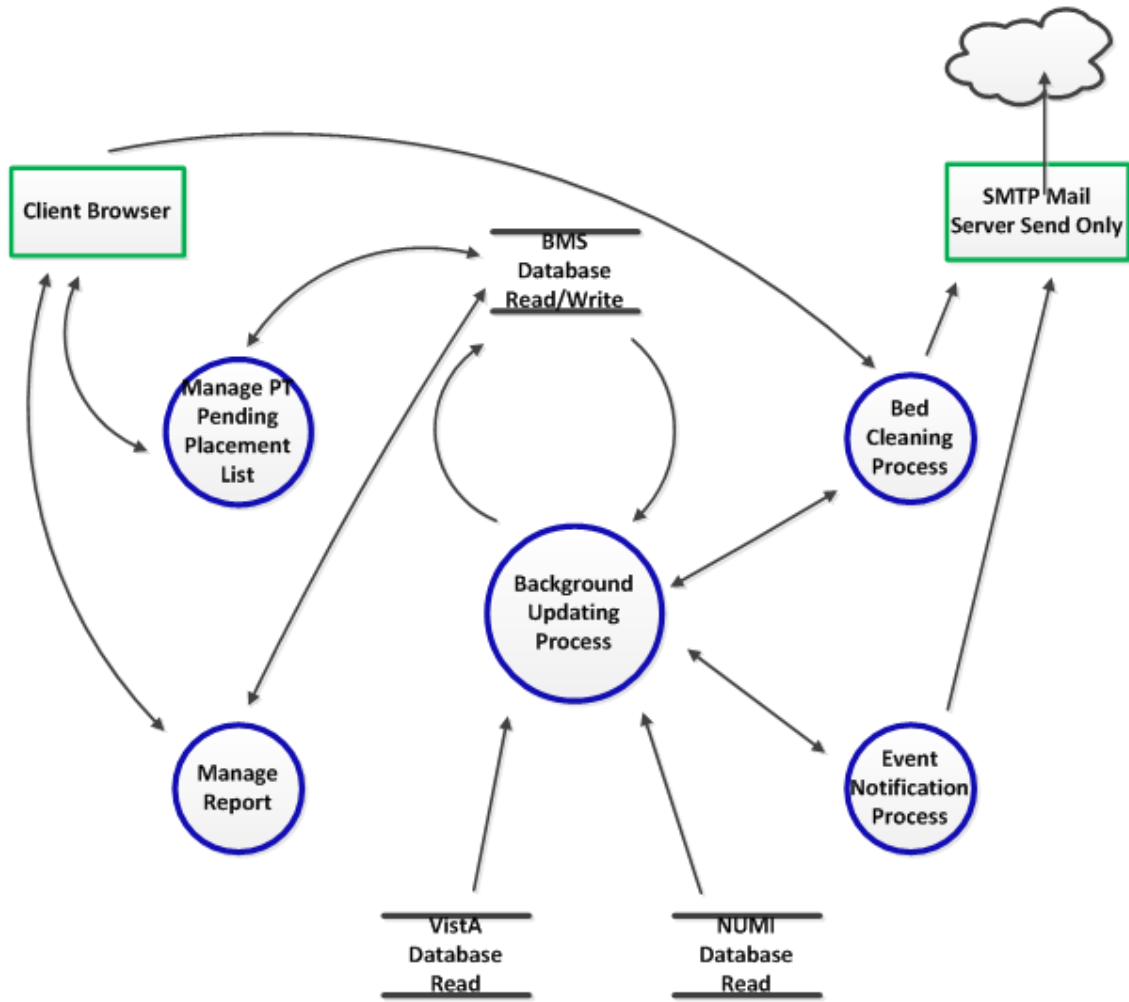 Client Browser
SMTP Mail
Server Send Only
BMS
Database
Read/Write
Manage PT
Pending
Placement
List
Bed
Cleaning
Process
Background
Updating
Process
Manage
Report
Event
Notification
Process
VistA
Database
Read
NUMI
Database
Read